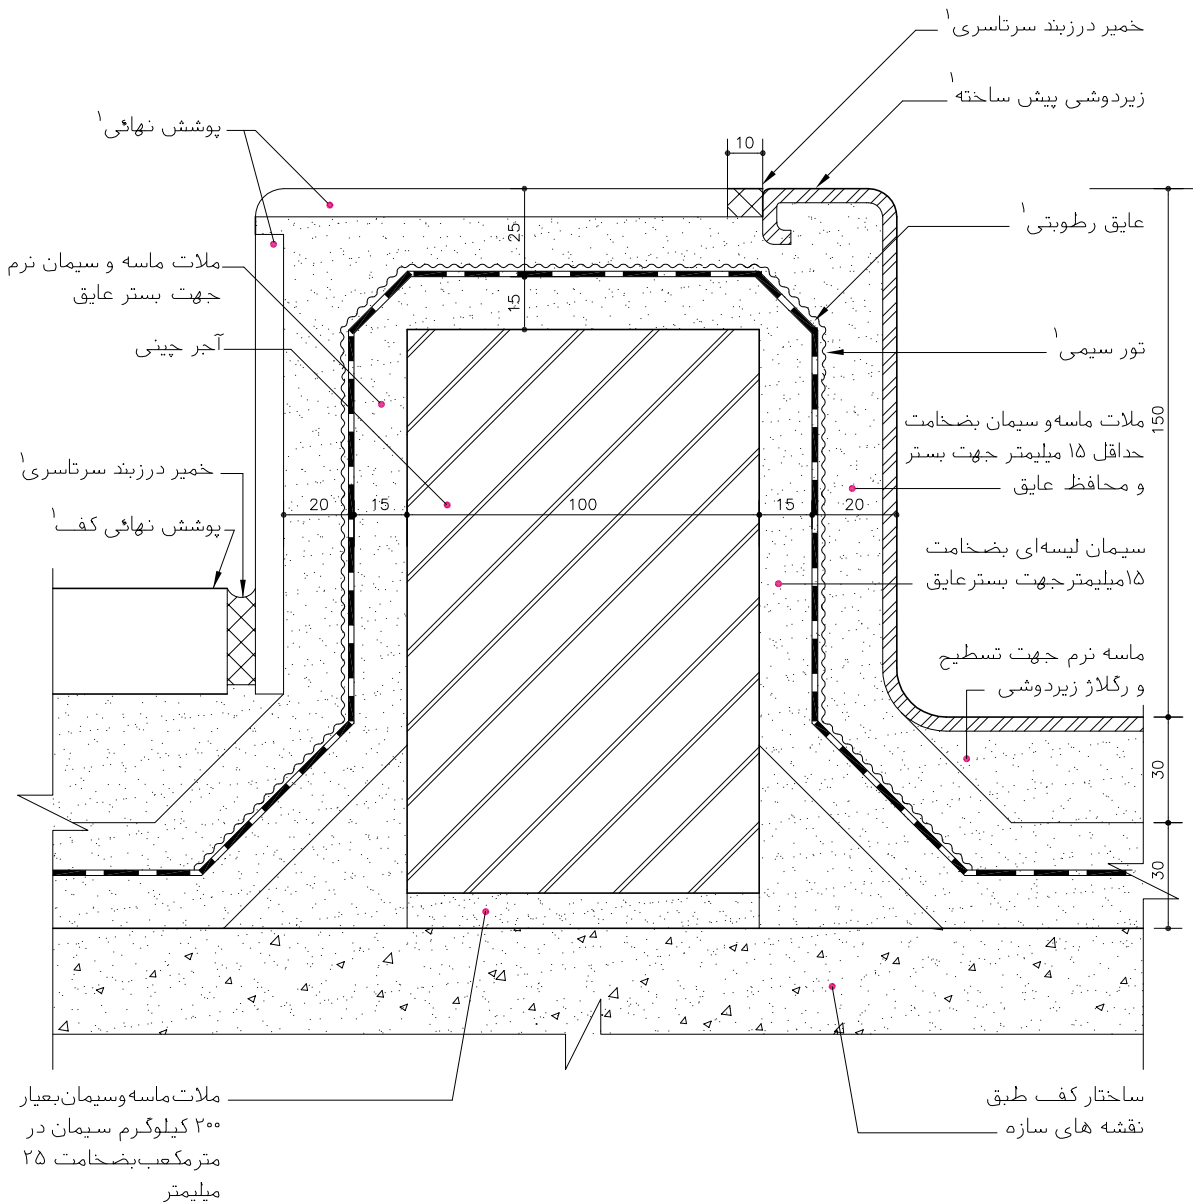 خمیر درزبند سرتاسری۱
زیردوشی پیش ساخته۱
پوشش نهائی۱
10
عایق رطوبتی۱
25
ملات ماسه و سیمان نرم
جهت بستر عایق
15
آجر چینی
تور سیمی۱
150
ملات ماسه و سیمان بضخامت
حداقل ۱۵ میلیمتر جهت بستر
و محافظ عایق
خمیر درزبند سرتاسری۱
20
15
100
15
20
پوشش نهائی کف۱
سیمان لیسه‌ای بضخامت
۱۵میلیمتر جهت بستر عایق
ماسه نرم جهت تسطیح
و رگلاژ زیردوشی
30
30
ملات ماسه وسیمان بعیار
۲۰۰ کیلوگرم سیمان در
مترمکعب بضخامت ۲۵
میلیمتر
ساختار کف طبق
نقشه های سازه